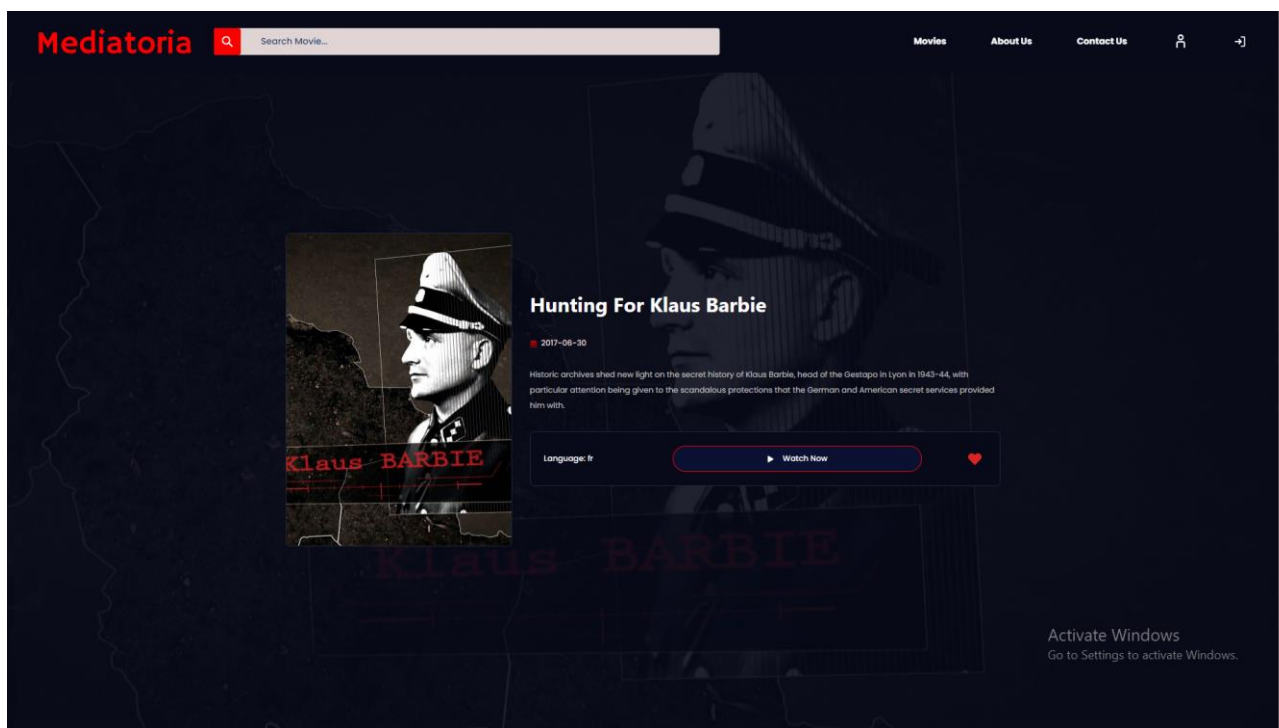 Mediatoria
Search Movie...
Movies
About Us
Contact Us
Hunting For Klaus Barbie
2017-06-30
Historic archives shed new light on the secret history of Klaus Barbie, head of the Gestapo in Lyon in 1943-44, with
particular attention being given to the scandalous protections that the German and American secret services provided
him with.
Klaus BARBIE
Language: fr
Watch Now
Klaus BARBIE
Activate Windows
Go to Settings to activate Windows.